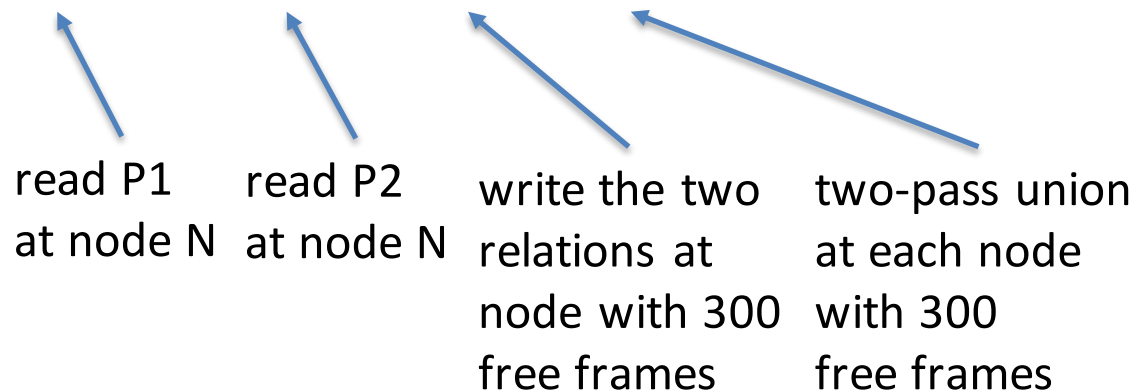 read P1
at node N
read P2
at node N
write the two
relations at
node with 300
free frames
two-pass union
at each node
with 300
free frames